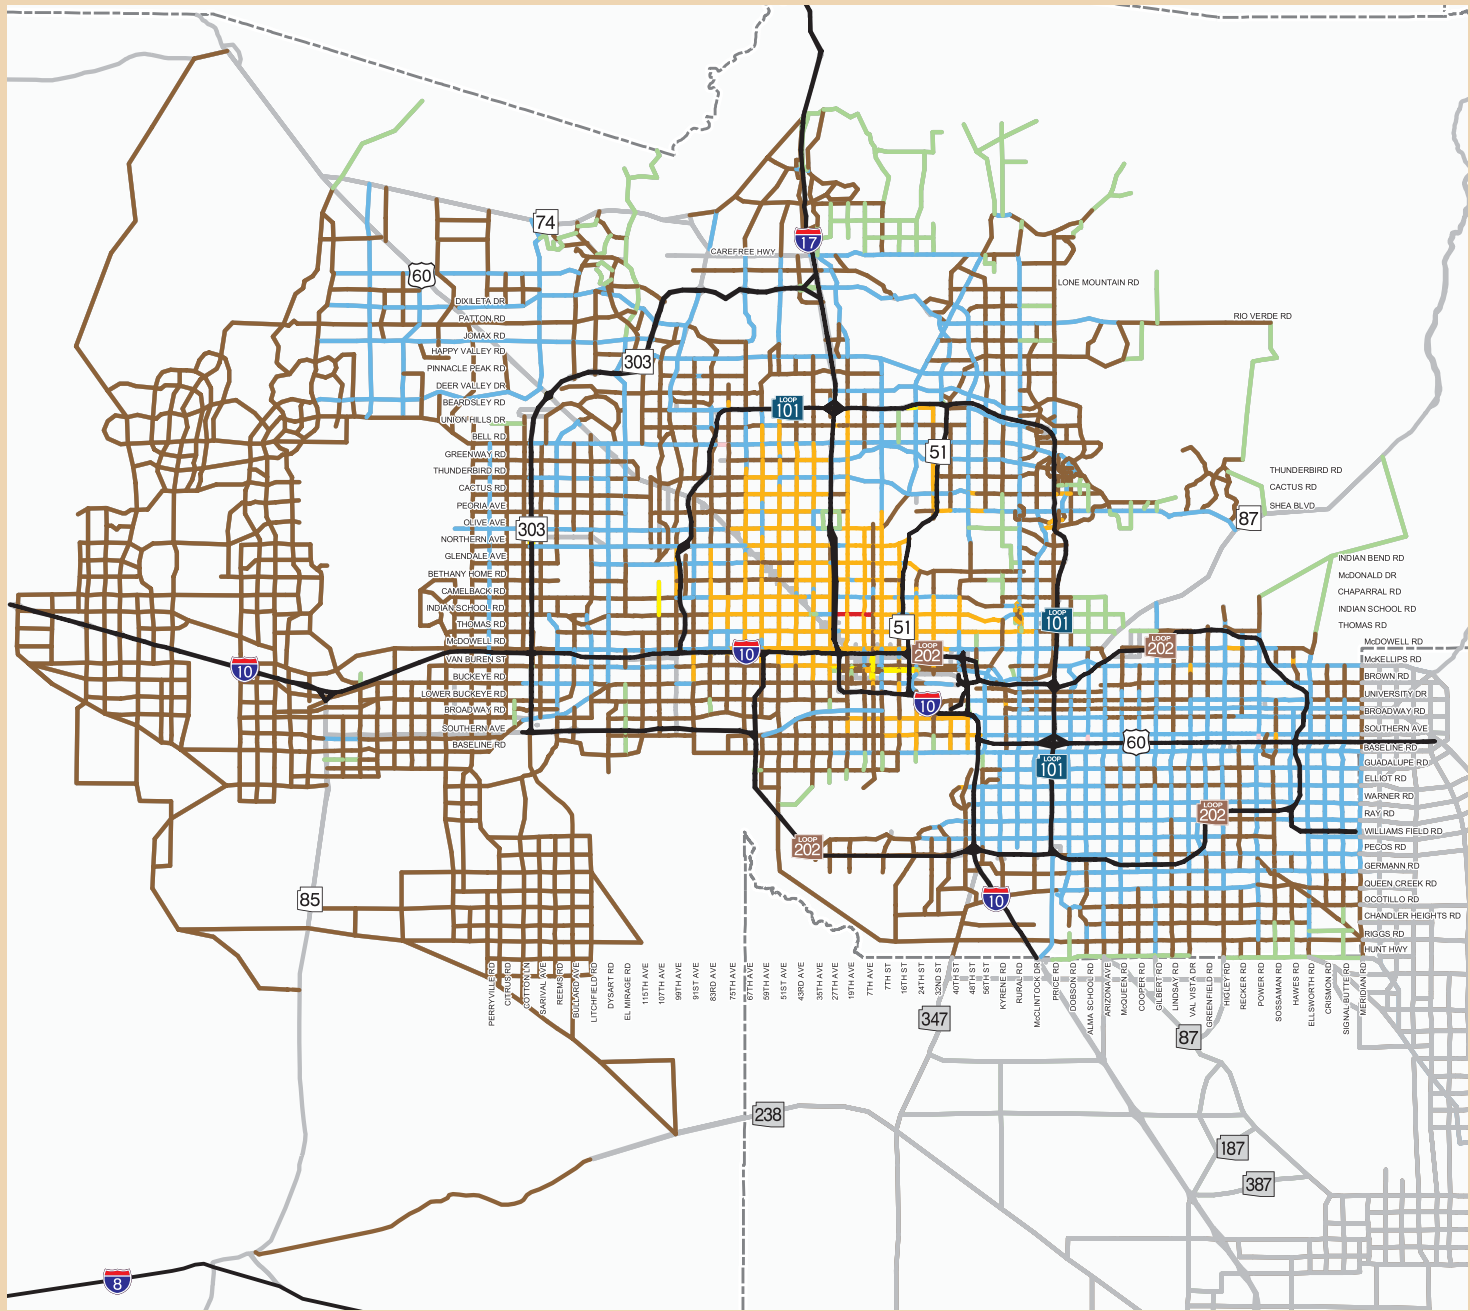 74
17
CAREFREE HWY
60
LONE MOUNTAIN RD
DIXILETA DR
PATTON RD
RIO VERDE RD
JOMAX RD
HAPPY VALLEY RD
303
PINNACLE PEAK RD
DEER VALLEY DR
BEARDSLEY RD
LOOP
101
UNION HILLS DR
BELL RD
GREENWAY RD
51
THUNDERBIRD RD
THUNDERBIRD RD
CACTUS RD
CACTUS RD
PEORIA AVE
SHEA BLVD
87
OLIVE AVE
303
NORTHERN AVE
GLENDALE AVE
INDIAN BEND RD
BETHANY HOME RD
McDONALD DR
CAMELBACK RD
CHAPARRAL RD
INDIAN SCHOOL RD
INDIAN SCHOOL RD
LOOP
101
THOMAS RD
THOMAS RD
51
McDOWELL RD
McDOWELL RD
LOOP
202
LOOP
202
10
VAN BUREN ST
McKELLIPS RD
10
BUCKEYE RD
BROWN RD
LOWER BUCKEYE RD
UNIVERSITY DR
10
BROADWAY RD
BROADWAY RD
SOUTHERN AVE
SOUTHERN AVE
BASELINE RD
60
BASELINE RD
GUADALUPE RD
LOOP
101
ELLIOT RD
WARNER RD
LOOP
202
RAY RD
WILLIAMS FIELD RD
LOOP
202
PECOS RD
GERMANN RD
QUEEN CREEK RD
85
10
OCOTILLO RD
CHANDLER HEIGHTS RD
RIGGS RD
HUNT HWY
PERRYVILLE RD
CITRUS RD
COTTON LN
SARIVAL AVE
REEMS RD
BULLARD AVE
LITCHFIELD RD
DYSART RD
EL MIRAGE RD
115TH AVE
107TH AVE
99TH AVE
91ST AVE
83RD AVE
75TH AVE
67TH AVE
59TH AVE
51ST AVE
43RD AVE
35TH AVE
27TH AVE
19TH AVE
7TH AVE
7TH ST
16TH ST
24TH ST
32ND ST
40TH ST
48TH ST
56TH ST
KYRENE RD
RURAL RD
McCLINTOCK DR
PRICE RD
DOBSON RD
ALMA SCHOOL RD
ARIZONA AVE
McQUEEN RD
COOPER RD
GILBERT RD
LINDSAY RD
VAL VISTA DR
GREENFIELD RD
HIGLEY RD
RECKER RD
POWER RD
SOSSAMAN RD
HAWES RD
ELLSWORTH RD
CRISMON RD
SIGNAL BUTTE RD
MERIDIAN RD
347
87
238
187
387
8